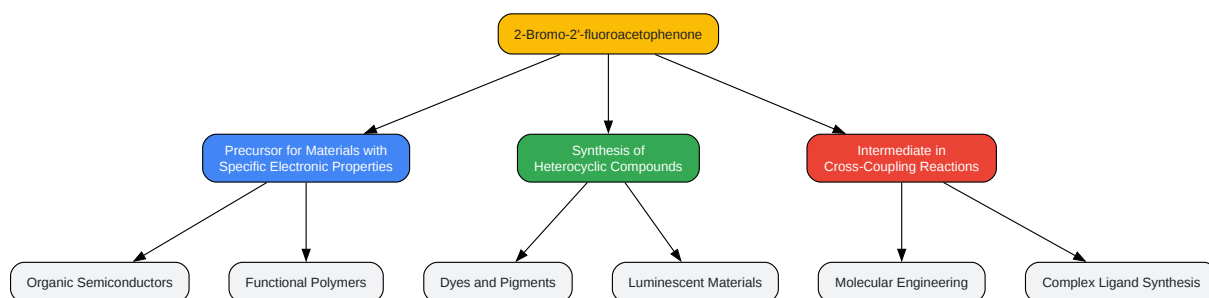 2-Bromo-2'-fluoroacetophenone
Precursor for Materials with
Specific Electronic Properties
Synthesis of
Heterocyclic Compounds
Intermediate in
Cross-Coupling Reactions
Organic Semiconductors
Functional Polymers
Dyes and Pigments
Luminescent Materials
Molecular Engineering
Complex Ligand Synthesis